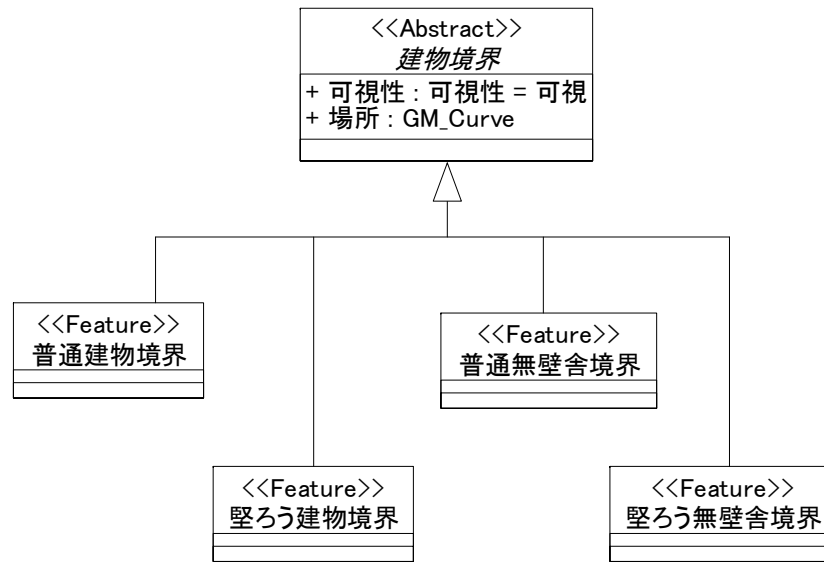 <<Abstract>>
建物境界
+ 可視性 : 可視性 = 可視
+ 場所 : GM_Curve
<<Feature>>
普通建物境界
<<Feature>>
普通無壁舎境界
<<Feature>>
堅ろう建物境界
<<Feature>>
堅ろう無壁舎境界